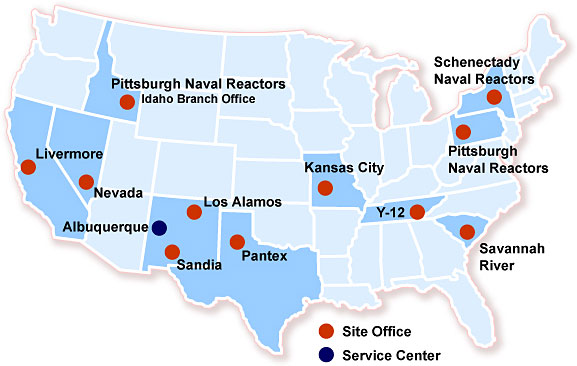 Schenectady
Naval Reactors
Pittsburgh Naval Reactors
Idaho Branch Office
Pittsburgh
Naval Reactors
Livermore
Kansas City
Nevada
Los Alamos
Y-12
Albuquerque
Sandia
Pantex
Savannah
River
Site Office
Service Center